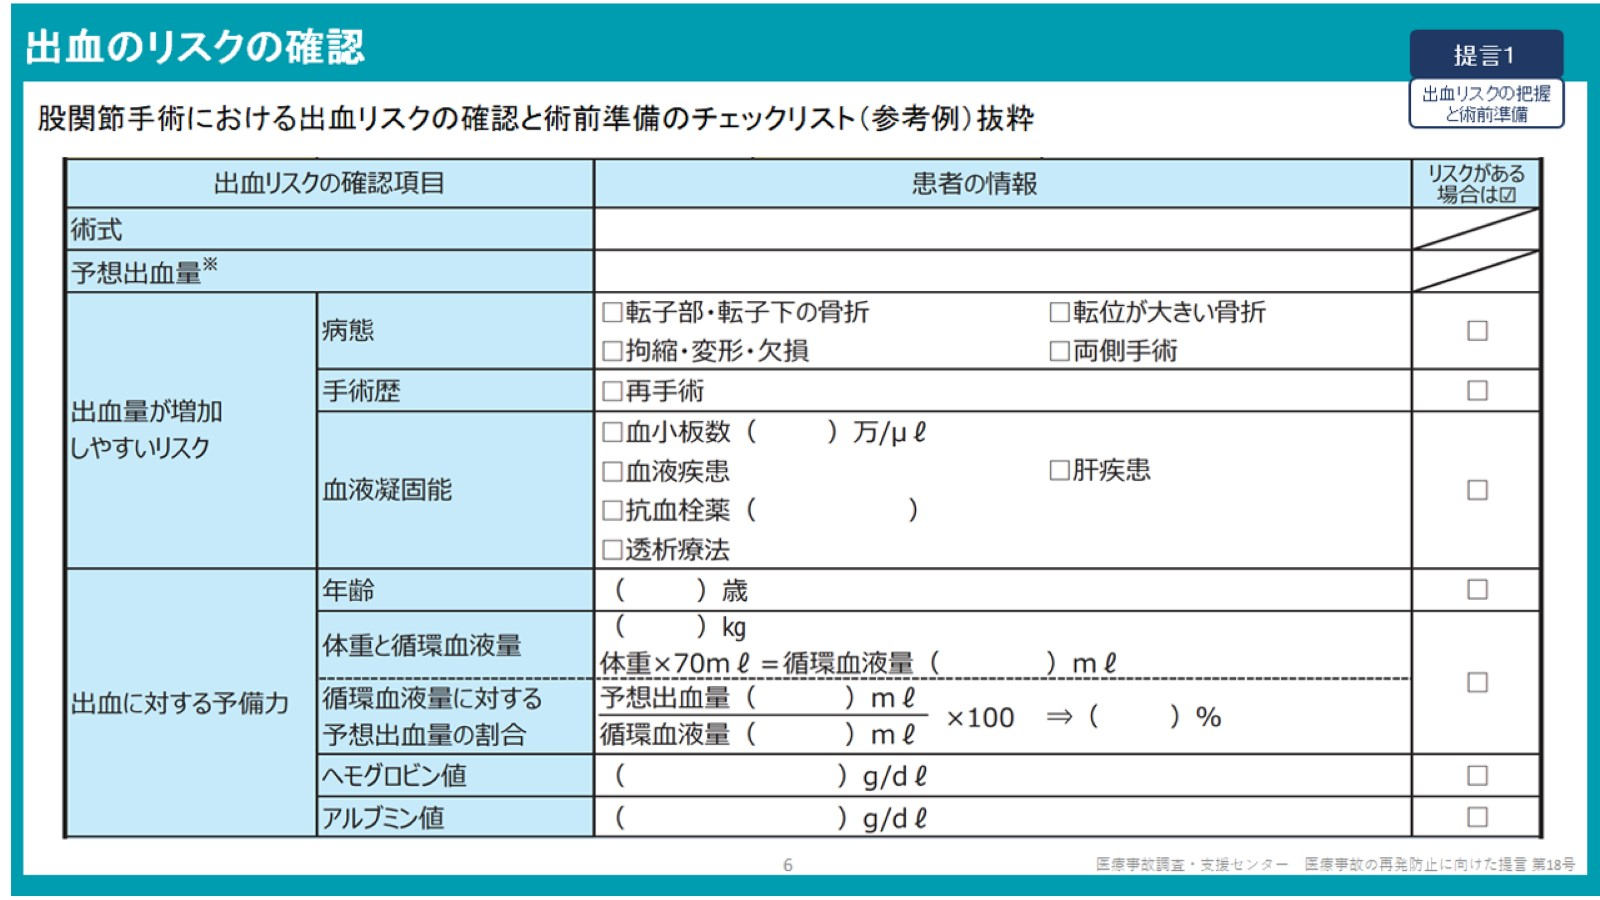 出血のリスクの確認
提言1
出血リスクの把握
と術前準備
股関節手術における出血リスクの確認と術前準備のチェックリスト（参考例）抜粋
出血リスクの確認項目 患者の情報 リスクがある
場合は☑
術式
予想出血量※
出血量が増加
しやすいリスク
病態
□転子部・転子下の骨折 □転位が大きい骨折 □
□拘縮・変形・欠損 □両側手術
手術歴 □再手術 □
血液凝固能
□血小板数（　　　）万/μℓ
□血液疾患 □肝疾患 □
□抗血栓薬（　　　　　　）
□透析療法
出血に対する予備力
年齢 （　　　）歳 □
体重と循環血液量
（　　　）kg
体重×70mℓ＝循環血液量（　　　　）mℓ □
循環血液量に対する
予想出血量の割合
予想出血量（　　　　）mℓ
循環血液量（　　　　）mℓ
×100 ⇒（　　　）%
ヘモグロビン値 （　　　　　　　　）g/dℓ □
アルブミン値 （　　　　　　　　）g/dℓ □
6
医療事故調査・支援センター　医療事故の再発防止に向けた提言 第18号